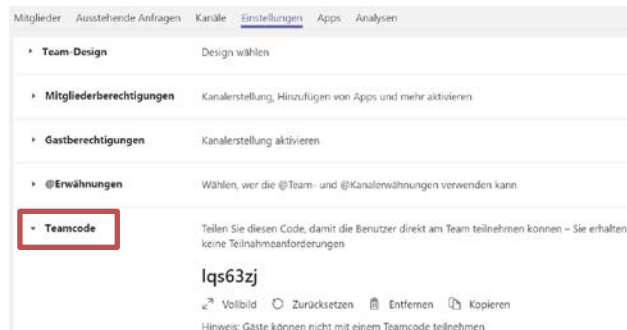 Mitglieder Ausstehende Anfragen Kanäle Einstellungen Apps Analysen
Team-Design Design wählen
Mitgliederberechtigungen Kanalerstellung, Hinzufügen von Apps und mehr aktivieren
Gastberechtigungen Kanalerstellung aktivieren
@Erwähnungen Wählen, wer die @Team- und @Kanalerwähnungen verwenden kann
Teamcode Teilen Sie diesen Code, damit die Benutzer direkt am Team teilnehmen können – Sie erhalten
keine Teilnahmeanforderungen
lqs63zj
Vollbild Zurücksetzen Entfernen Kopieren
Hinweis: Gäste können nicht mit einem Teamcode teilnehmen